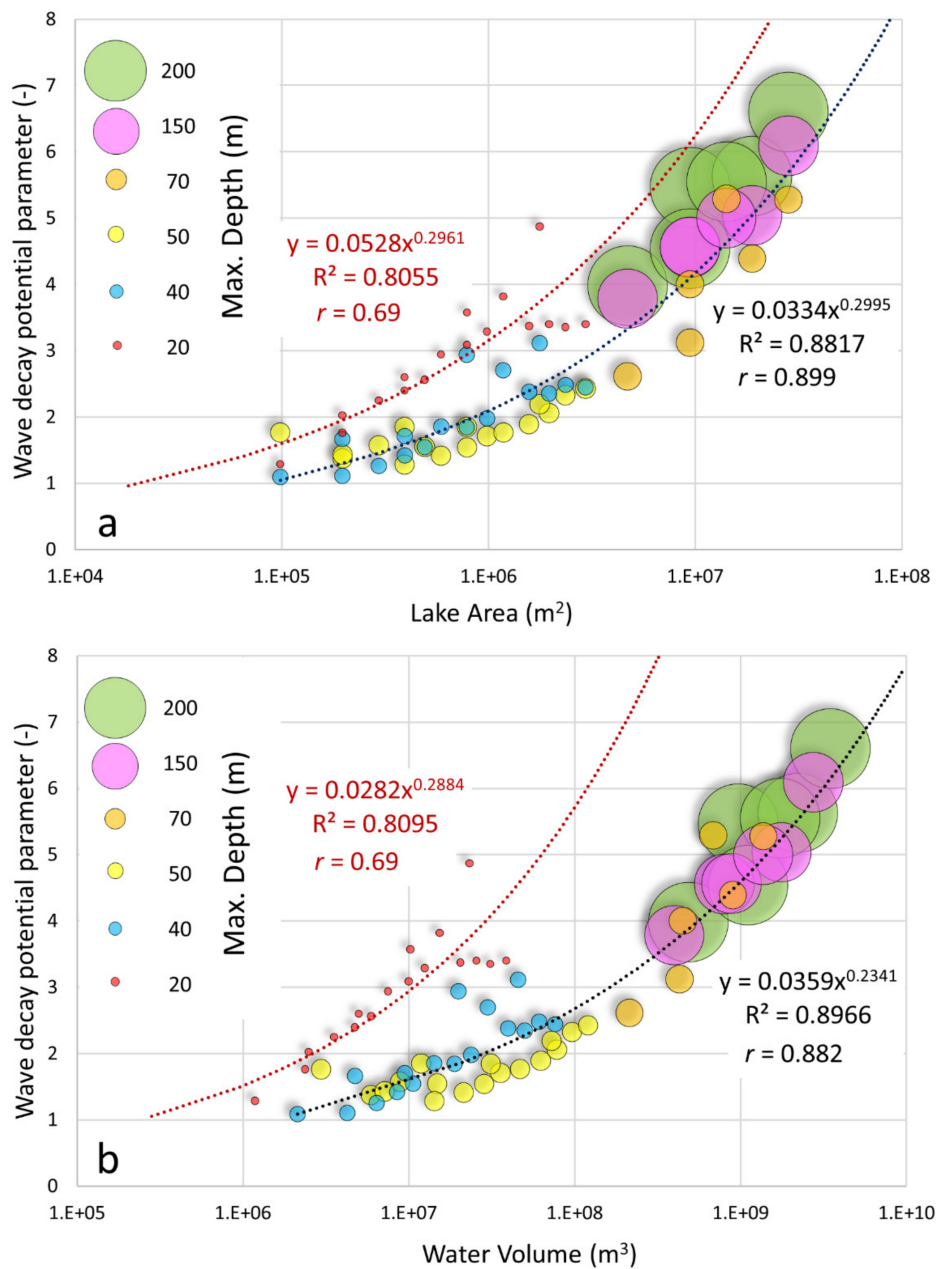 8
7
6
5
4
3
2
1
0
Wave decay potential parameter (-)
200
150
70
50
40
20
Max. Depth (m)
y = 0.0528x^0.2961
R² = 0.8055
r = 0.69
y = 0.0334x^0.2995
R² = 0.8817
r = 0.899
a
1.E+04 1.E+05 1.E+06 1.E+07 1.E+08
Lake Area (m²)
8
7
6
5
4
3
2
1
0
Wave decay potential parameter (-)
200
150
70
50
40
20
Max. Depth (m)
y = 0.0282x^0.2884
R² = 0.8095
r = 0.69
y = 0.0359x^0.2341
R² = 0.8966
r = 0.882
b
1.E+05 1.E+06 1.E+07 1.E+08 1.E+09 1.E+10
Water Volume (m³)